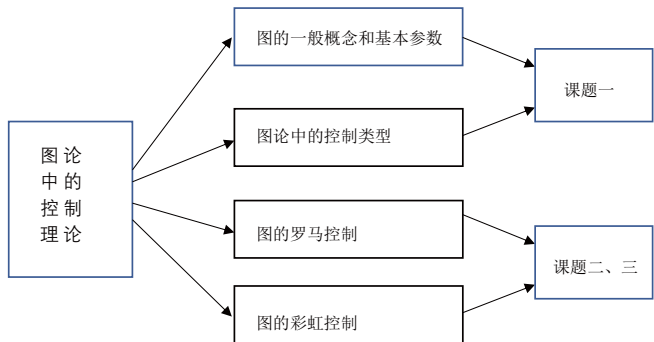 图论
中的
控制
理论
图的一般概念和基本参数
图论中的控制类型
图的罗马控制
图的彩虹控制
课题一
课题二、三